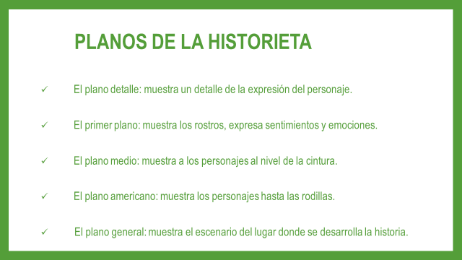 PLANOS DE LA HISTORIETA
✓ El plano detalle: muestra un detalle de la expresión del personaje.
✓ El primer plano: muestra los rostros, expresa sentimientos y emociones.
✓ El plano medio: muestra a los personajes al nivel de la cintura.
✓ El plano americano: muestra los personajes hasta las rodillas.
✓ El plano general: muestra el escenario del lugar donde se desarrolla la historia.